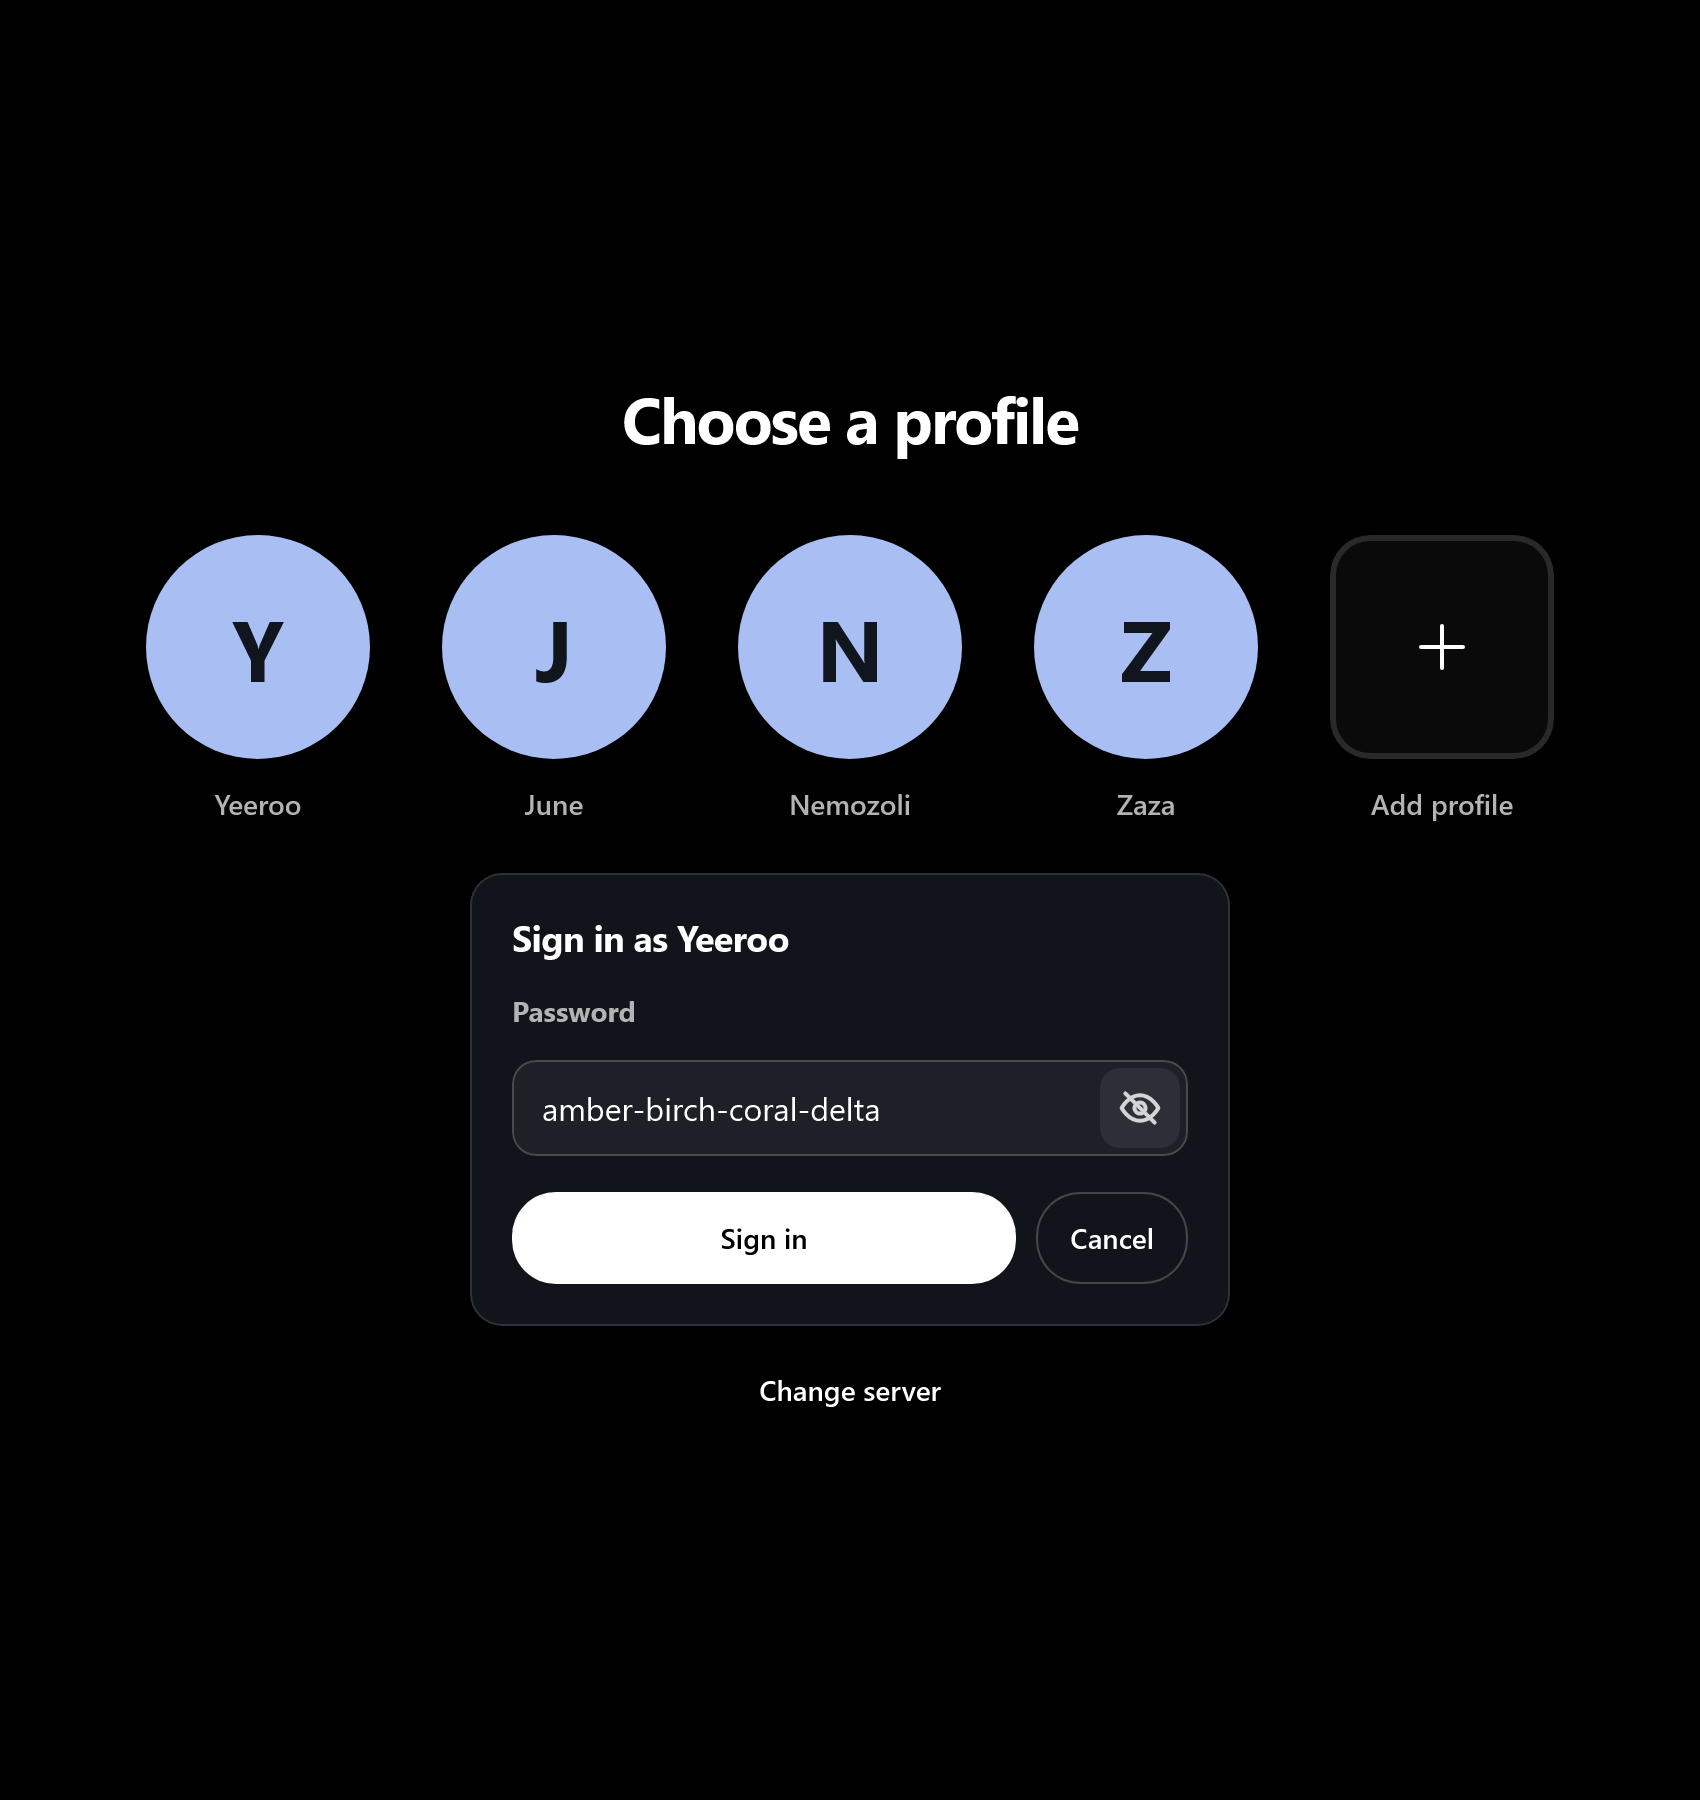 Choose a profile
Y J N Z
Yeeroo June Nemozoli Zaza Add profile
Sign in as Yeeroo
Password
amber-birch-coral-delta
Sign in Cancel
Change server